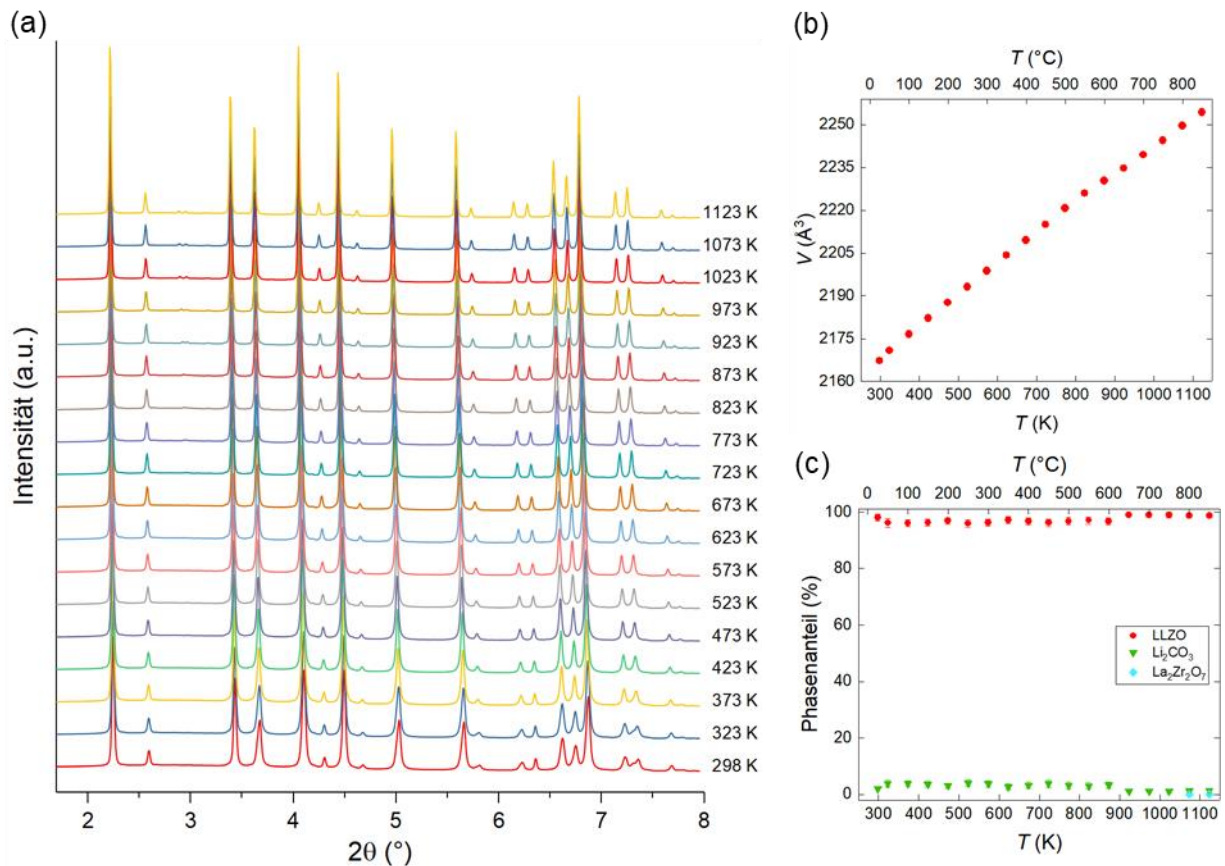 (a)
Intensität (a.u.)
1123 K
1073 K
1023 K
973 K
923 K
873 K
823 K
773 K
723 K
673 K
623 K
573 K
523 K
473 K
423 K
373 K
323 K
298 K
2 3 4 5 6 7 8
2θ (°)
(b)
T (°C)
0 100 200 300 400 500 600 700 800
V (Å³)
2250
2235
2220
2205
2190
2175
2160
300 400 500 600 700 800 900 1000 1100
T (K)
(c)
T (°C)
0 100 200 300 400 500 600 700 800
Phasenanteil (%)
100
80
60
40
20
0
LLZO
Li₂CO₃
La₂Zr₂O₇
300 400 500 600 700 800 900 1000 1100
T (K)